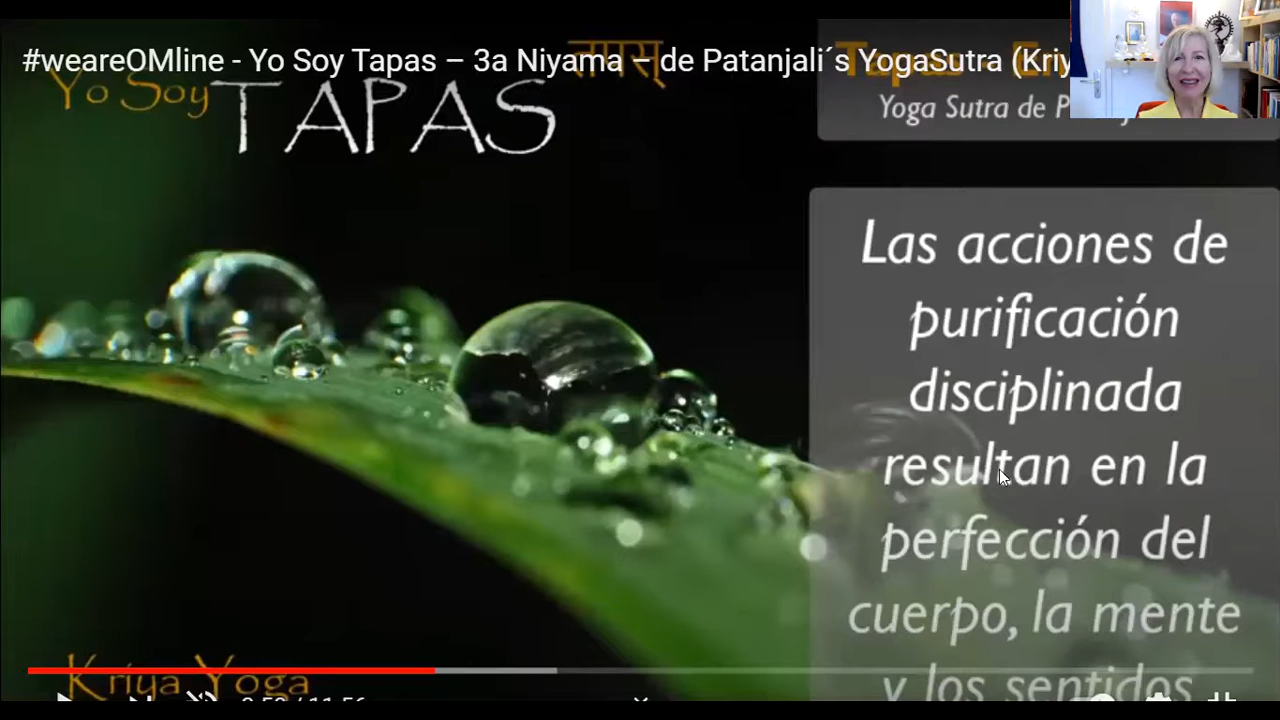 #weareOMline - Yo Soy Tapas – 3a Niyama – de Patanjali´s YogaSutra (Kriy
तपस्
Yo Soy TAPAS
Tapas
Yoga Sutra de
Las acciones de
purificación
disciplinada
resultan en la
perfección del
cuerpo, la mente
y los sentidos
Kriya Yoga